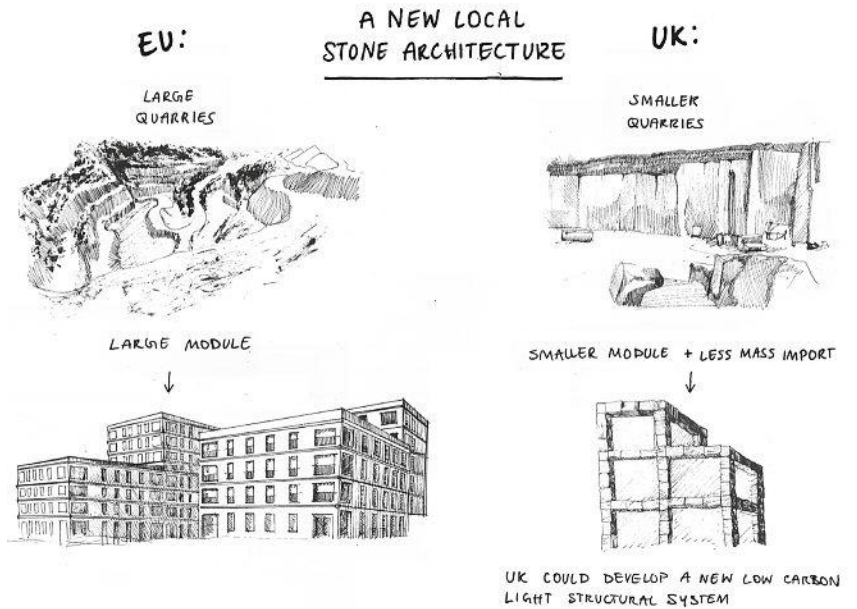 A NEW LOCAL
STONE ARCHITECTURE
EU:
LARGE
QUARRIES
LARGE MODULE
UK:
SMALLER
QUARRIES
SMALLER MODULE + LESS MASS IMPORT
UK COULD DEVELOP A NEW LOW CARBON
LIGHT STRUCTURAL SYSTEM